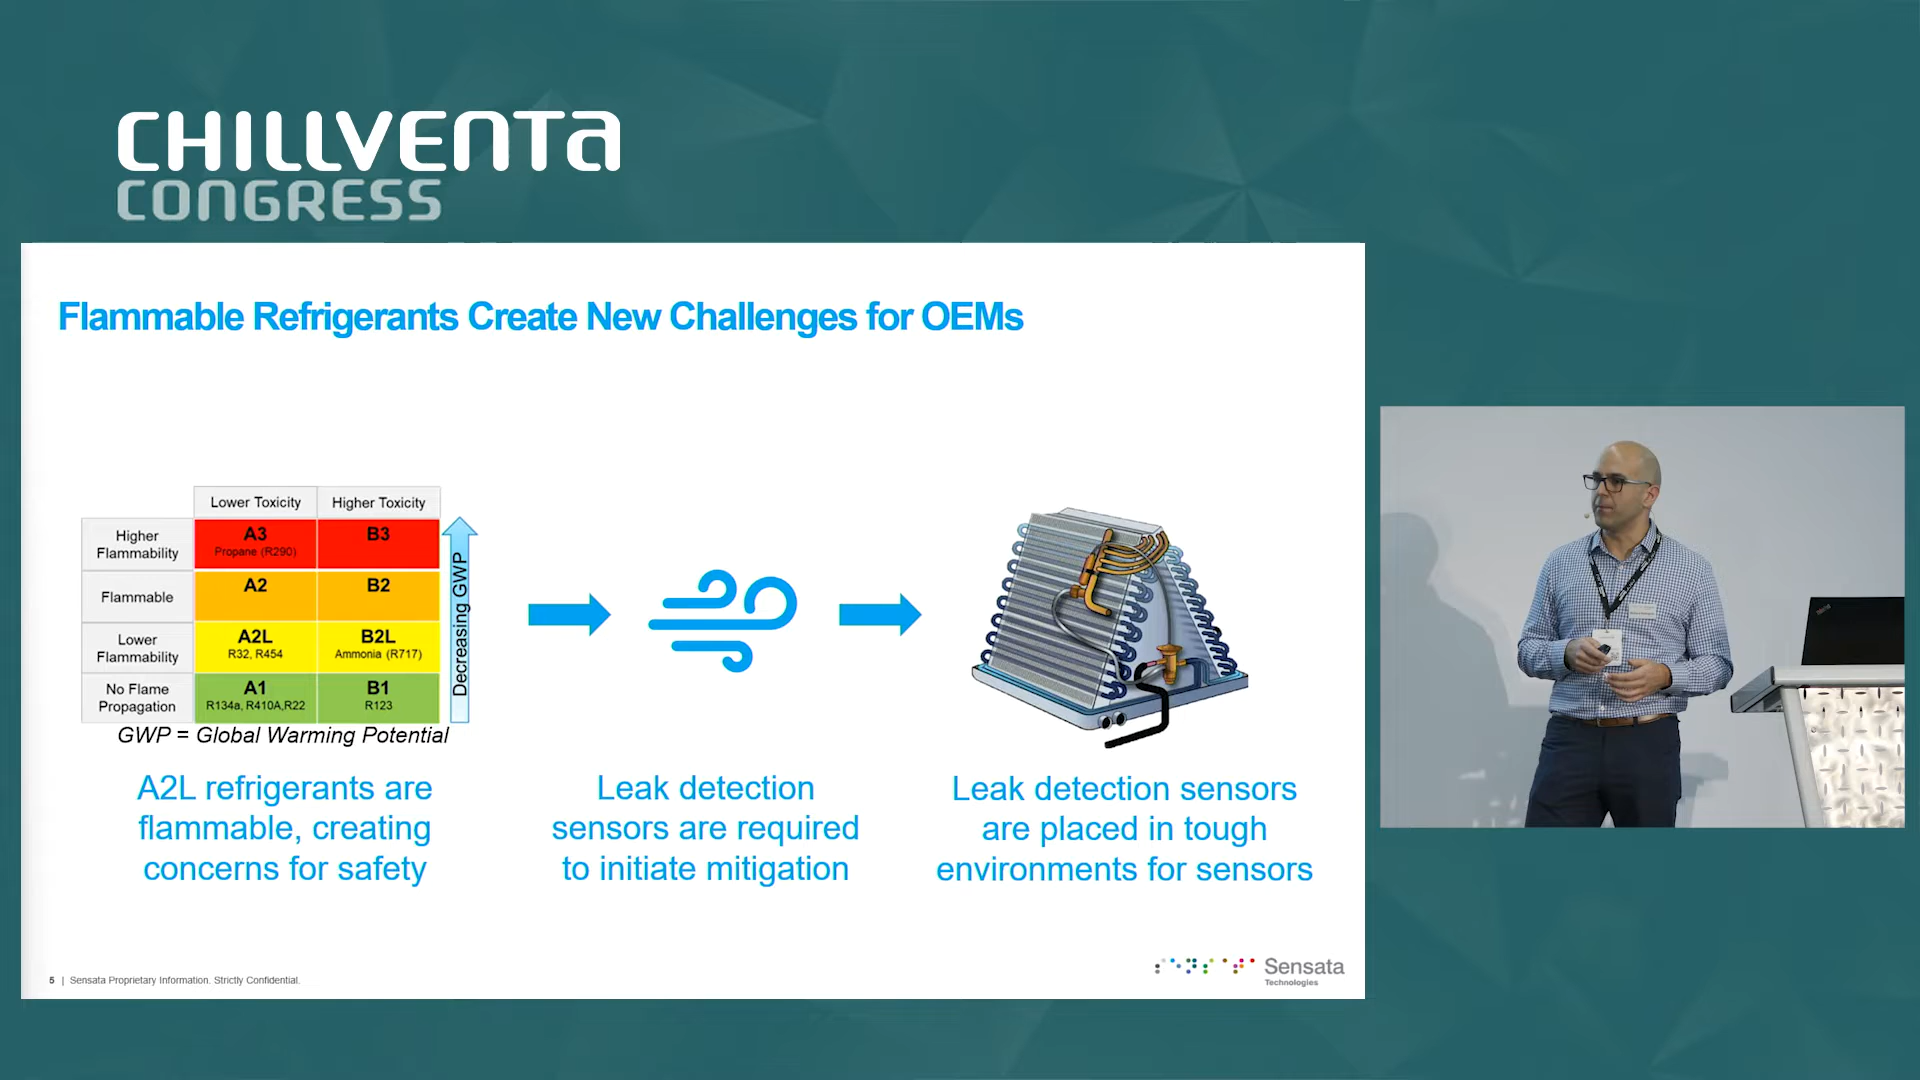 CHILLVENTA
CONGRESS
Flammable Refrigerants Create New Challenges for OEMs
Lower Toxicity Higher Toxicity
Higher Flammability
A3
Propane (R290)
B3
Flammable
A2
B2
Lower Flammability
A2L
R32, R454
B2L
Ammonia (R717)
No Flame Propagation
A1
R134a, R410A,R22
B1
R123
Decreasing GWP
GWP = Global Warming Potential
A2L refrigerants are
flammable, creating
concerns for safety
Leak detection
sensors are required
to initiate mitigation
Leak detection sensors
are placed in tough
environments for sensors
5 | Sensata Proprietary Information. Strictly Confidential.
Sensata
Technologies